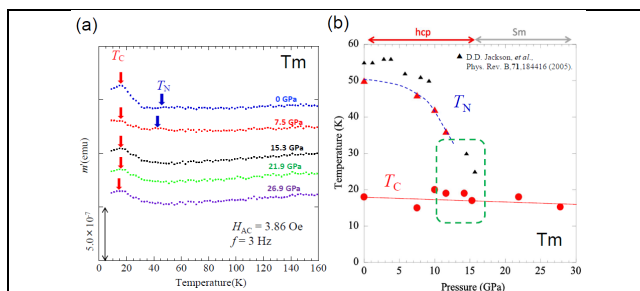 (a)
Tm
T_C
T_N
0 GPa
7.5 GPa
15.3 GPa
21.9 GPa
26.9 GPa
m'(emu)
5.0 × 10⁻⁷
H_AC = 3.86 Oe
f = 3 Hz
0 20 40 60 80 100 120 140 160
Temperature(K)
(b)
hcp
Sm
D.D. Jackson, et al.,
Phys. Rev. B,71,184416 (2005).
T_N
T_C
Tm
Temperature(K)
60
50
40
30
20
10
0
0 5 10 15 20 25 30
Pressure (GPa)